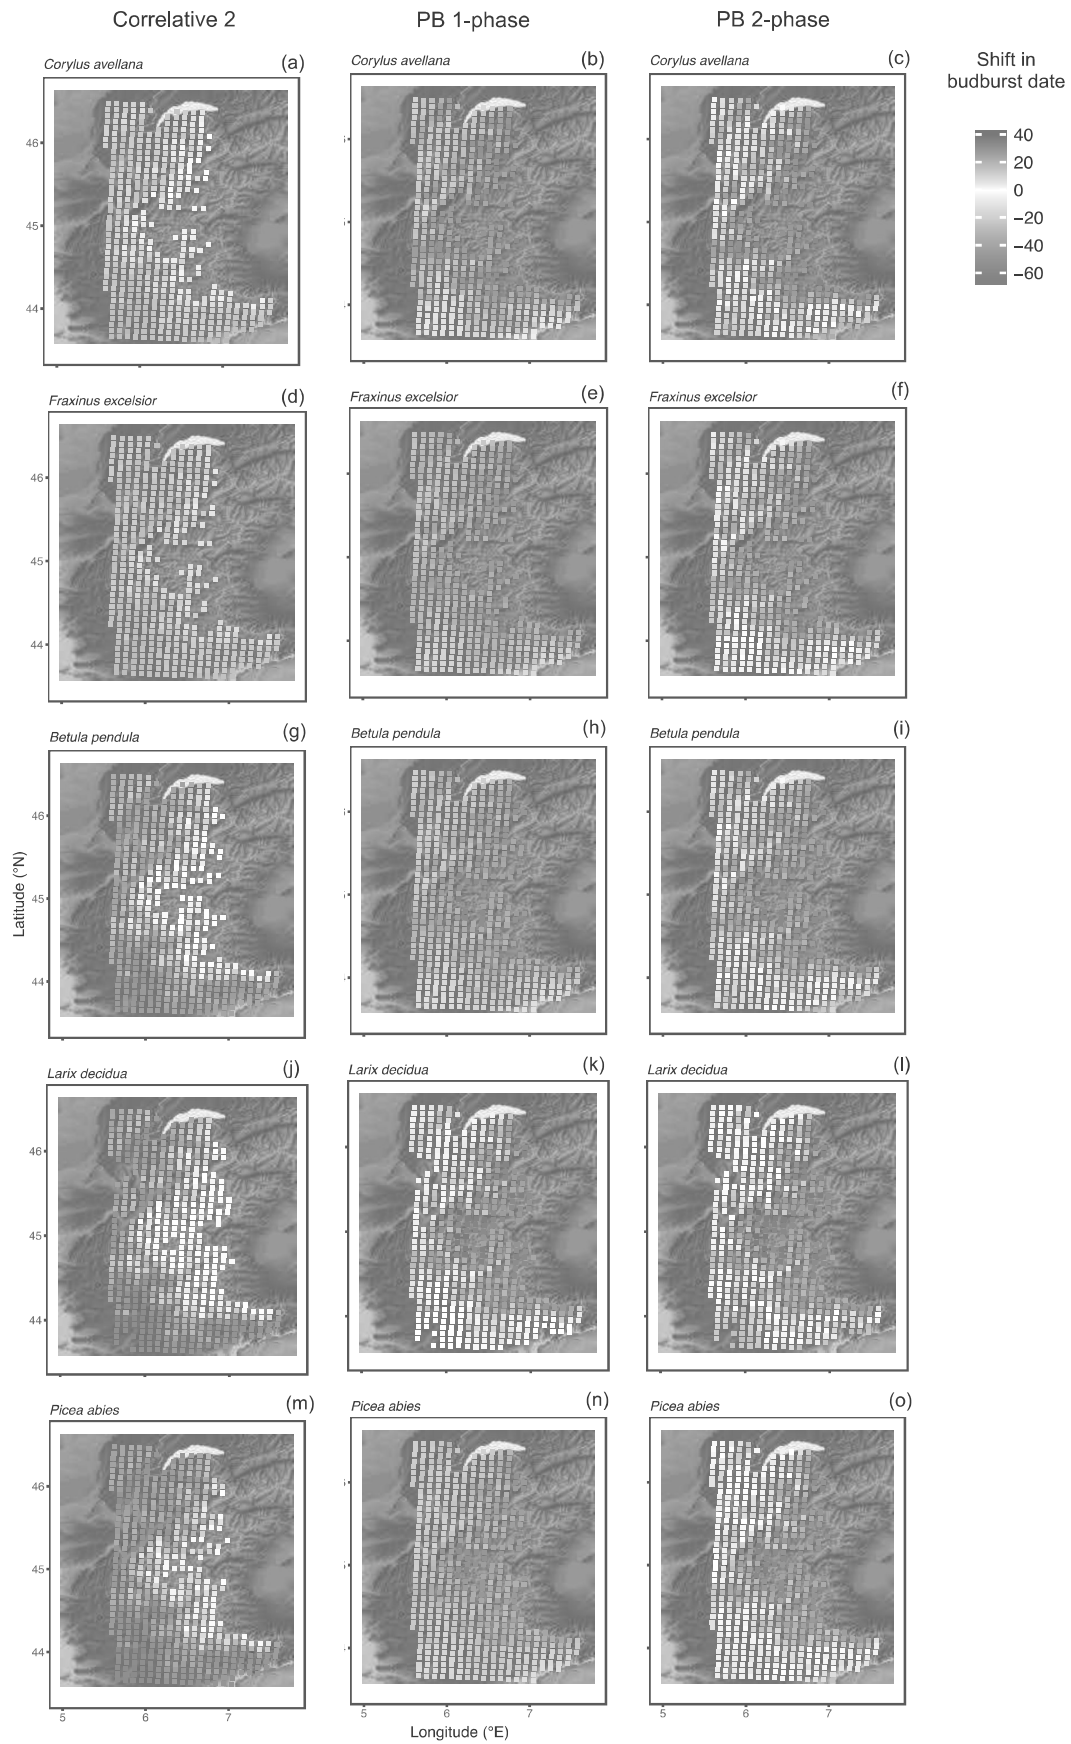 Correlative 2
PB 1-phase
PB 2-phase
Corylus avellana
(a)
Corylus avellana
(b)
Corylus avellana
(c)
Shift in
budburst date
40
20
0
−20
−40
−60
46
45
44
Fraxinus excelsior
(d)
Fraxinus excelsior
(e)
Fraxinus excelsior
(f)
46
45
44
Betula pendula
(g)
Betula pendula
(h)
Betula pendula
(i)
46
45
44
Latitude (°N)
Larix decidua
(j)
Larix decidua
(k)
Larix decidua
(l)
46
45
44
Picea abies
(m)
Picea abies
(n)
Picea abies
(o)
46
45
44
5
6
7
5
6
7
5
6
7
Longitude (°E)